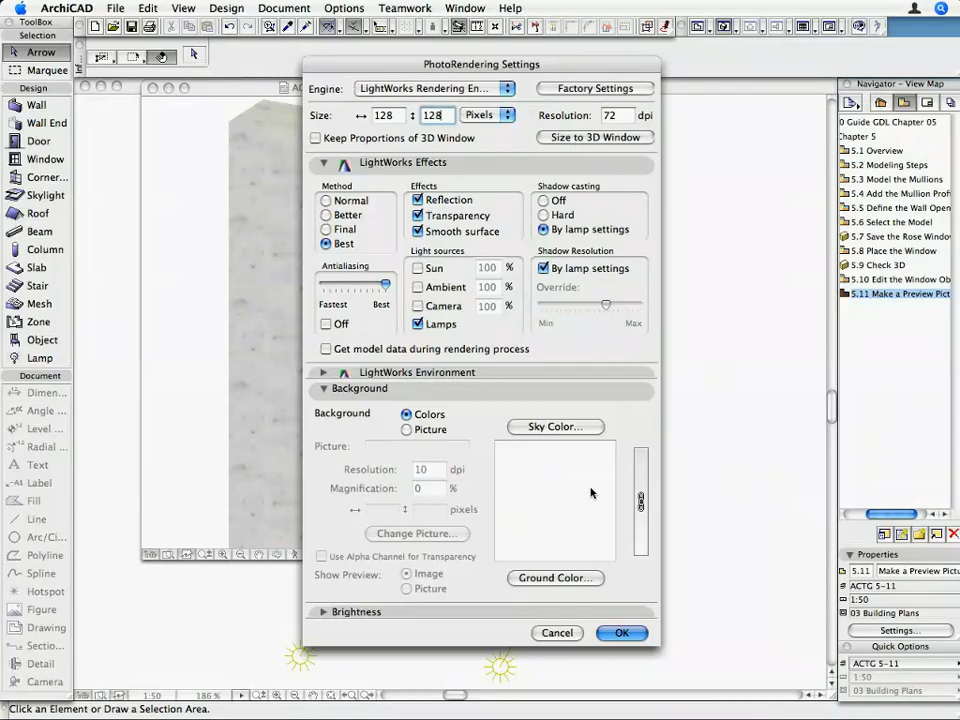 ArchiCAD File Edit View Design Document Options Teamwork Window Help
ToolBox
Selection
Arrow
Marquee
Design
Wall
Wall End
Door
Window
Corner...
Skylight
Roof
Beam
Column
Slab
Stair
Mesh
Zone
Object
Lamp
Document
Dimen...
Angle ...
Level ...
Radial ...
Text
Label
Fill
Line
Arc/Ci...
Polyline
Spline
Hotspot
Figure
Drawing
Sectio...
Detail
Camera
PhotoRendering Settings
Engine: LightWorks Rendering En... Factory Settings
Size: 128 128 Pixels Resolution: 72 dpi
Keep Proportions of 3D Window Size to 3D Window
LightWorks Effects
Method Effects Shadow casting
Normal Reflection Off
Better Transparency Hard
Final Smooth surface By lamp settings
Best
Light sources Shadow Resolution
Antialiasing Sun 100 % By lamp settings
Ambient 100 % Override:
Fastest Best Camera 100 %
Off Lamps Min Max
Get model data during rendering process
LightWorks Environment
Background
Background Colors Sky Color...
Picture
Picture:
Resolution: 10 dpi
Magnification: 0 %
pixels
Change Picture...
Use Alpha Channel for Transparency
Show Preview: Image Ground Color...
Picture
Brightness
Cancel OK
Navigator - View Map
0 Guide GDL Chapter 05
Chapter 5
5.1 Overview
5.2 Modeling Steps
5.3 Model the Mullions
5.4 Add the Mullion Prof
5.5 Define the Wall Open
5.6 Select the Model
5.7 Save the Rose Windo
5.8 Place the Window
5.9 Check 3D
5.10 Edit the Window Ob
5.11 Make a Preview Pict
Properties
5.11 Make a Preview Pictu
ACTG 5-11
1:50
03 Building Plans
Settings...
Quick Options
ACTG 5-11
1:50
03 Building Plans
1:50 186 %
Click an Element or Draw a Selection Area.